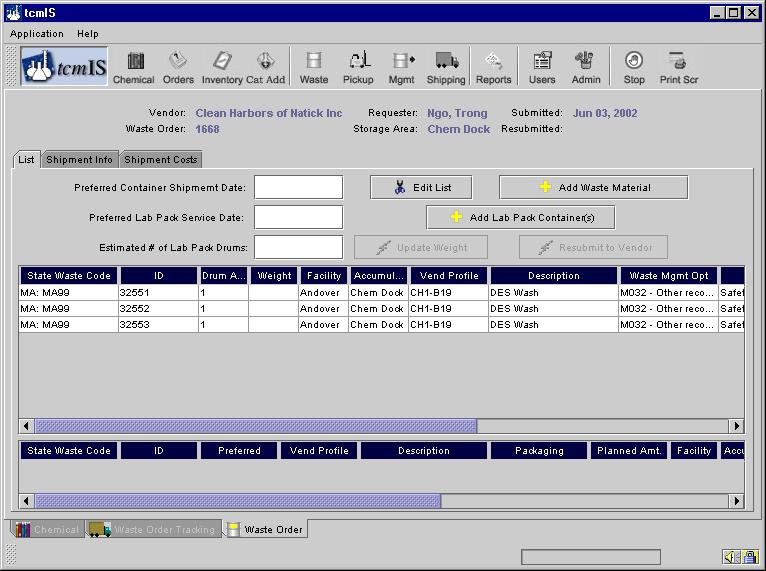 tcmIS
Application Help
tcmIS Chemical Orders Inventory Cat Add Waste Pickup Mgmt Shipping Reports Users Admin Stop Print Scr
Vendor: Clean Harbors of Natick Inc Requester: Ngo, Trong Submitted: Jun 03, 2002
Waste Order: 1668 Storage Area: Chem Dock Resubmitted:
List Shipment Info Shipment Costs
Preferred Container Shipmemt Date: Edit List Add Waste Material
Preferred Lab Pack Service Date: Add Lab Pack Container(s)
Estimated # of Lab Pack Drums: Update Weight Resubmit to Vendor
State Waste Code ID Drum A... Weight Facility Accumul... Vend Profile Description Waste Mgmt Opt
MA: MA99 32551 1 Andover Chem Dock CH1-B19 DES Wash M032 - Other reco... Safet
MA: MA99 32552 1 Andover Chem Dock CH1-B19 DES Wash M032 - Other reco... Safet
MA: MA99 32553 1 Andover Chem Dock CH1-B19 DES Wash M032 - Other reco... Safet
State Waste Code ID Preferred Vend Profile Description Packaging Planned Amt. Facility Accu
Chemical Waste Order Tracking Waste Order